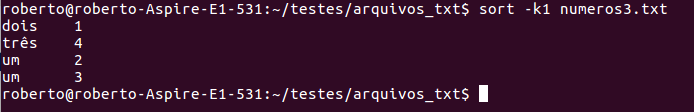 roberto@roberto-Aspire-E1-531:~/testes/arquivos_txt$ sort -k1 numeros3.txt
dois    1
três    4
um      2
um      3
roberto@roberto-Aspire-E1-531:~/testes/arquivos_txt$